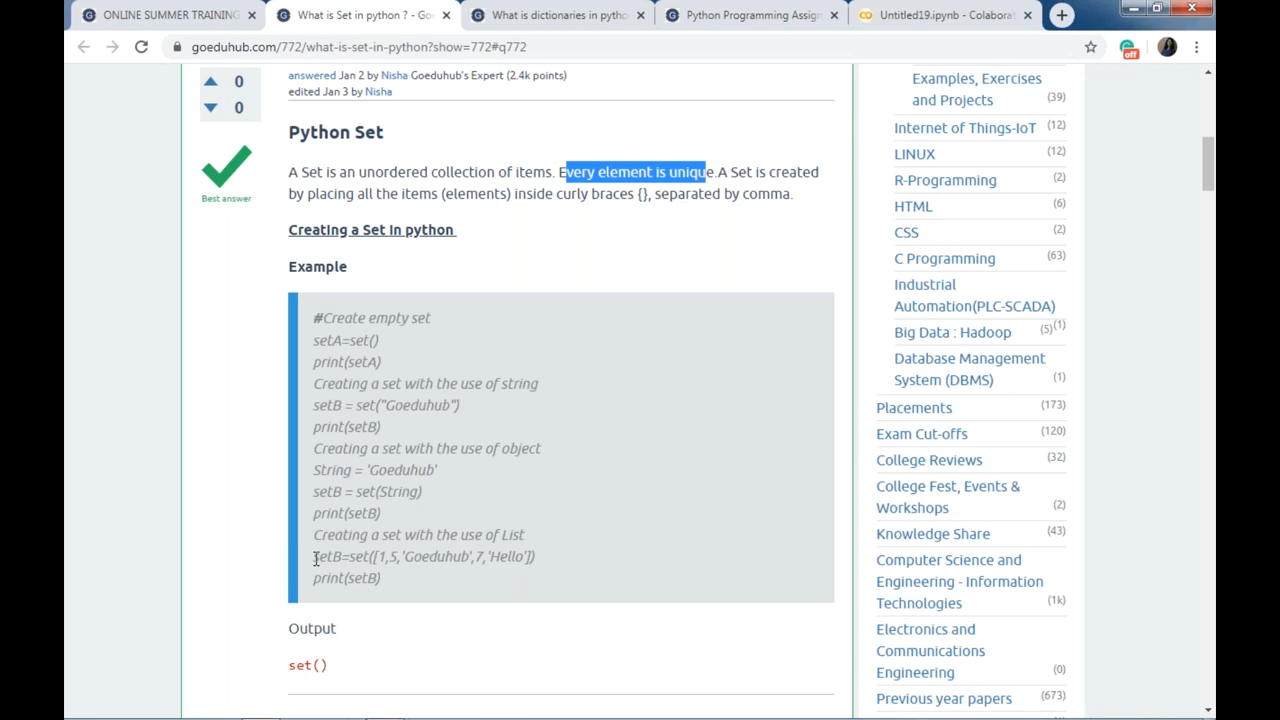 ONLINE SUMMER TRAINING
What is Set in python ? - Go
What is dictionaries in pytho
Python Programming Assign
Untitled19.ipynb - Colaborat
goeduhub.com/772/what-is-set-in-python?show=772#q772
off
0
0
Best answer
answered Jan 2 by Nisha Goeduhub's Expert (2.4k points)
edited Jan 3 by Nisha
Python Set
A Set is an unordered collection of items. Every element is unique.A Set is created
by placing all the items (elements) inside curly braces {}, separated by comma.
Creating a Set in python
Example
#Create empty set
setA=set()
print(setA)
Creating a set with the use of string
setB = set("Goeduhub")
print(setB)
Creating a set with the use of object
String = 'Goeduhub'
setB = set(String)
print(setB)
Creating a set with the use of List
setB=set([1,5,'Goeduhub',7,'Hello'])
print(setB)
Output
set()
Examples, Exercises
and Projects (39)
Internet of Things-IoT (12)
LINUX (12)
R-Programming (2)
HTML (6)
CSS (2)
C Programming (63)
Industrial
Automation(PLC-SCADA)
(1)
Big Data : Hadoop (5)
Database Management
System (DBMS) (1)
Placements (173)
Exam Cut-offs (120)
College Reviews (32)
College Fest, Events &
Workshops (2)
Knowledge Share (43)
Computer Science and
Engineering - Information
Technologies (1k)
Electronics and
Communications
Engineering (0)
Previous year papers (673)